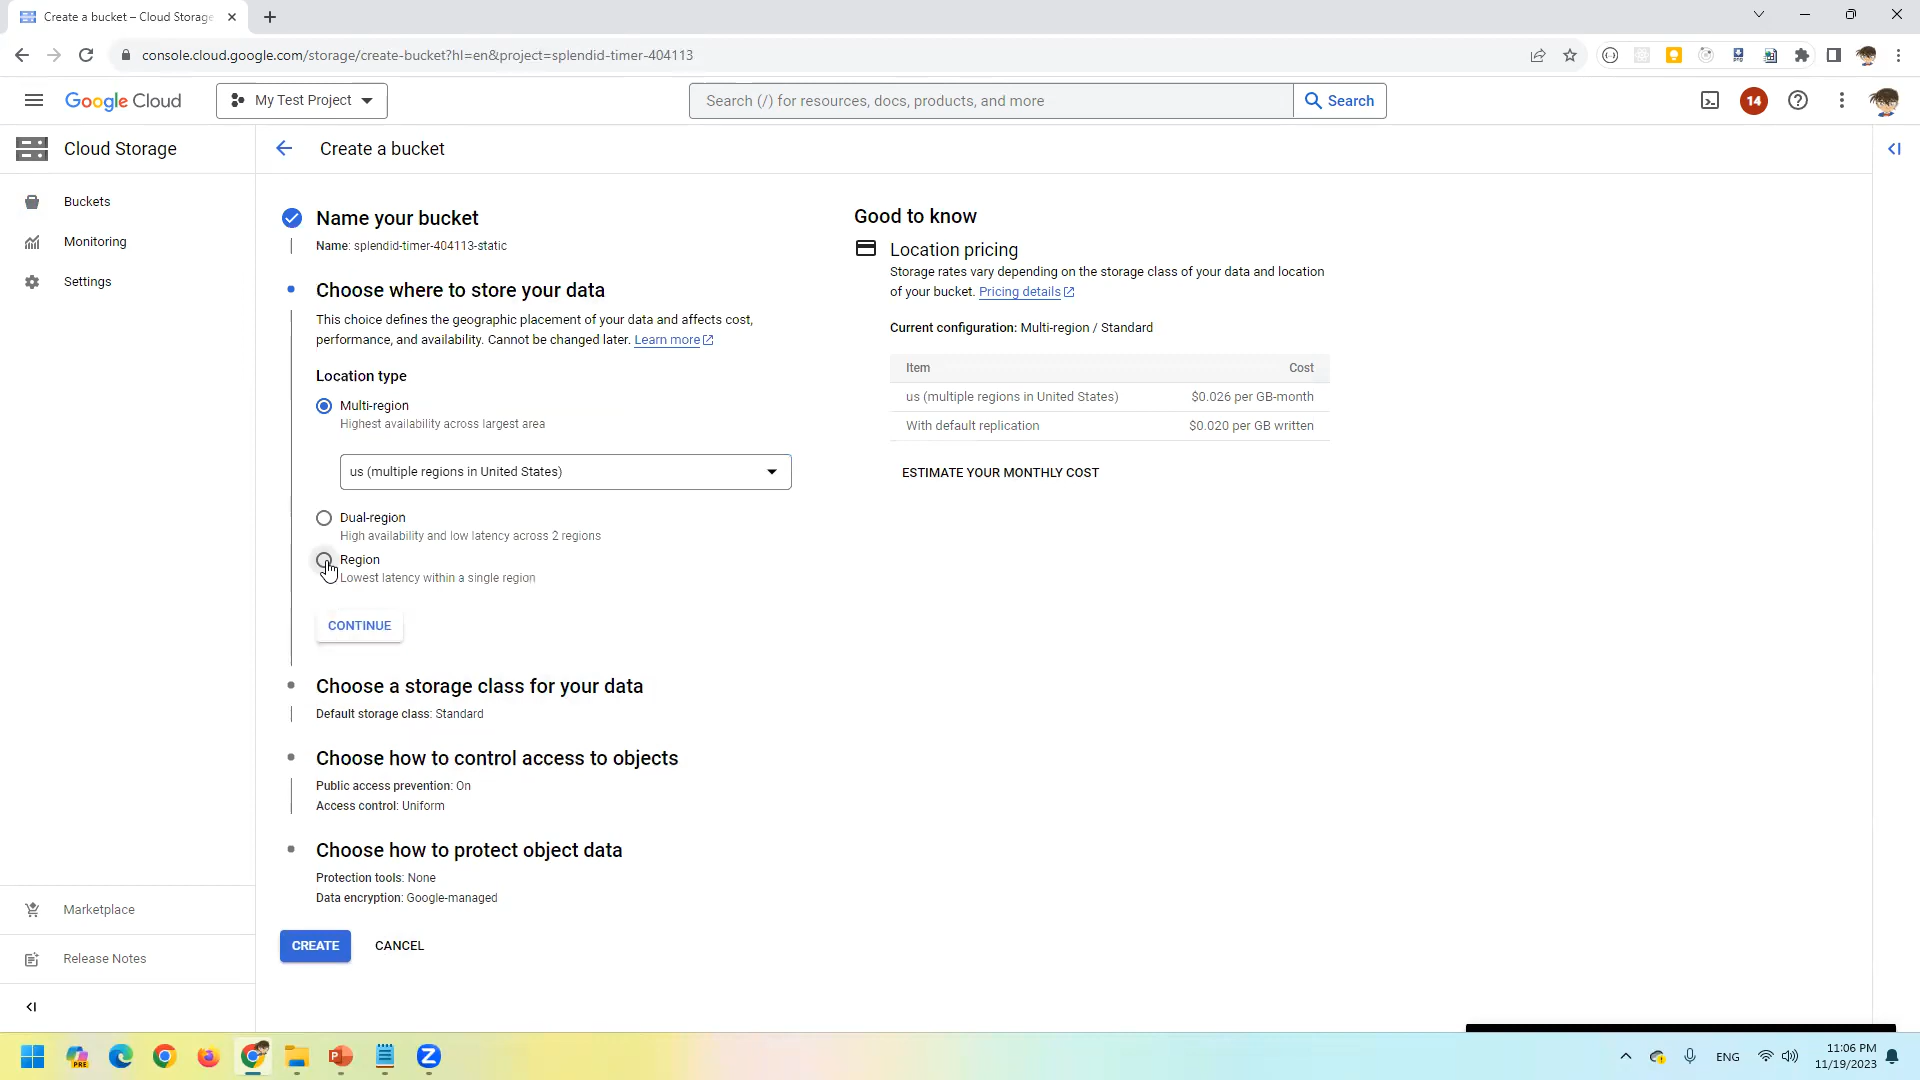 Create a bucket – Cloud Storage
console.cloud.google.com/storage/create-bucket?hl=en&project=splendid-timer-404113
Google Cloud
My Test Project
Search (/) for resources, docs, products, and more
Search
14
Cloud Storage
Create a bucket
Buckets
Monitoring
Settings
Marketplace
Release Notes
Name your bucket
Name: splendid-timer-404113-static
Choose where to store your data
This choice defines the geographic placement of your data and affects cost,
performance, and availability. Cannot be changed later. Learn more
Location type
Multi-region
Highest availability across largest area
us (multiple regions in United States)
Dual-region
High availability and low latency across 2 regions
Region
Lowest latency within a single region
CONTINUE
Choose a storage class for your data
Default storage class: Standard
Choose how to control access to objects
Public access prevention: On
Access control: Uniform
Choose how to protect object data
Protection tools: None
Data encryption: Google-managed
CREATE CANCEL
Good to know
Location pricing
Storage rates vary depending on the storage class of your data and location
of your bucket. Pricing details
Current configuration: Multi-region / Standard
Item Cost
us (multiple regions in United States) $0.026 per GB-month
With default replication $0.020 per GB written
ESTIMATE YOUR MONTHLY COST
PRE
ENG
11:06 PM
11/19/2023